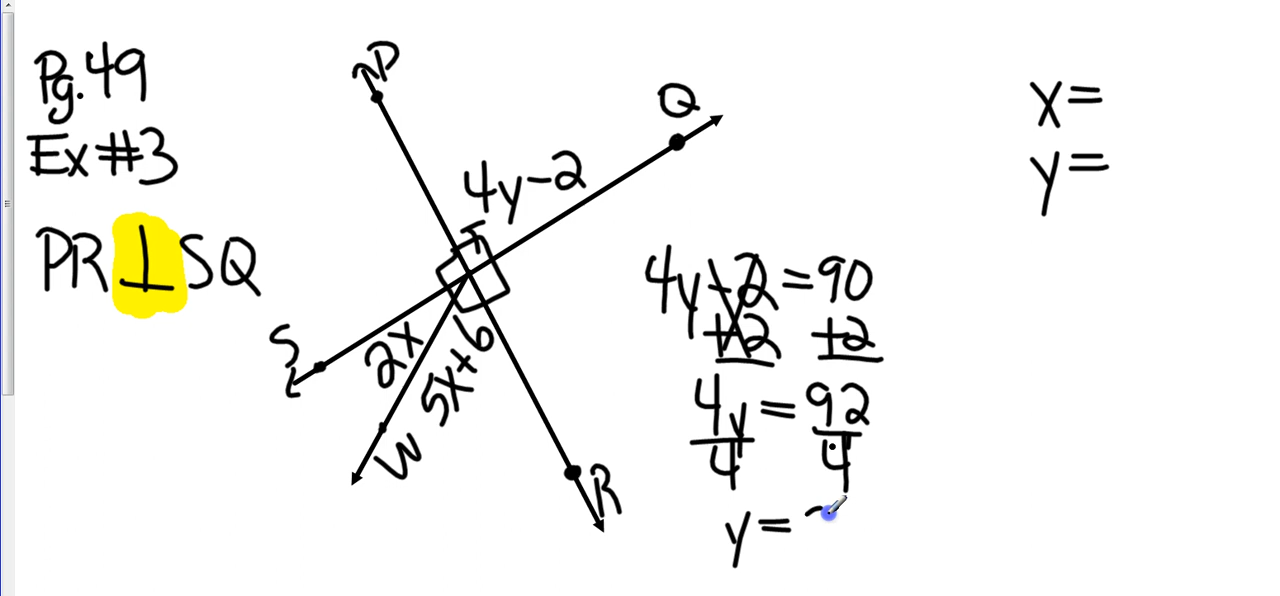 Pg.49
Ex #3
PR ⊥ SQ
P
Q
4y-2
T
S
2x
5x+6
W
R
4y-2=90
+2 +2
4y=92
4 4
y=
x=
y=